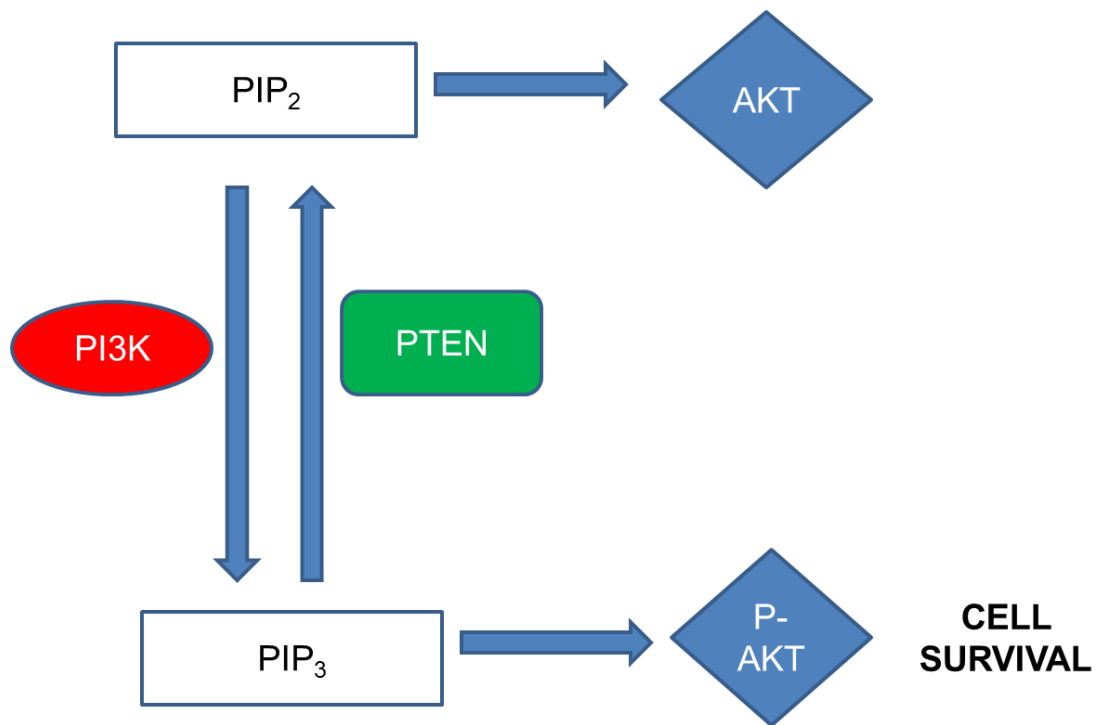 PIP₂
AKT
PI3K
PTEN
PIP₃
P-
AKT
CELL
SURVIVAL